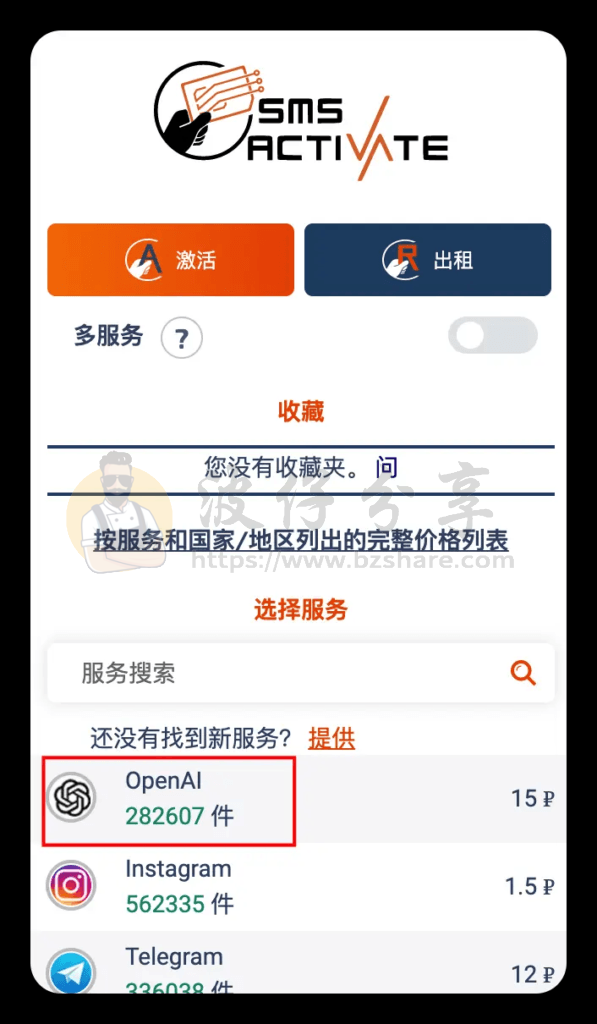 SMS
ACTIVATE
激活
出租
多服务 ?
收藏
您没有收藏夹。 问
波仔分享
按服务和国家/地区列出的完整价格列表
https://www.bzshare.com
选择服务
服务搜索
还没有找到新服务? 提供
OpenAI
282607 件
15 ₽
Instagram
562335 件
1.5 ₽
Telegram
336038 件
12 ₽